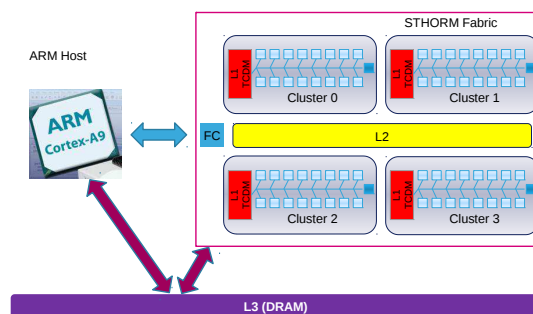 STHORM Fabric
ARM Host
L1
TCDM
Cluster 0
L1
TCDM
Cluster 1
ARM
Cortex-A9
FC
L2
L1
TCDM
Cluster 2
L1
TCDM
Cluster 3
L3 (DRAM)